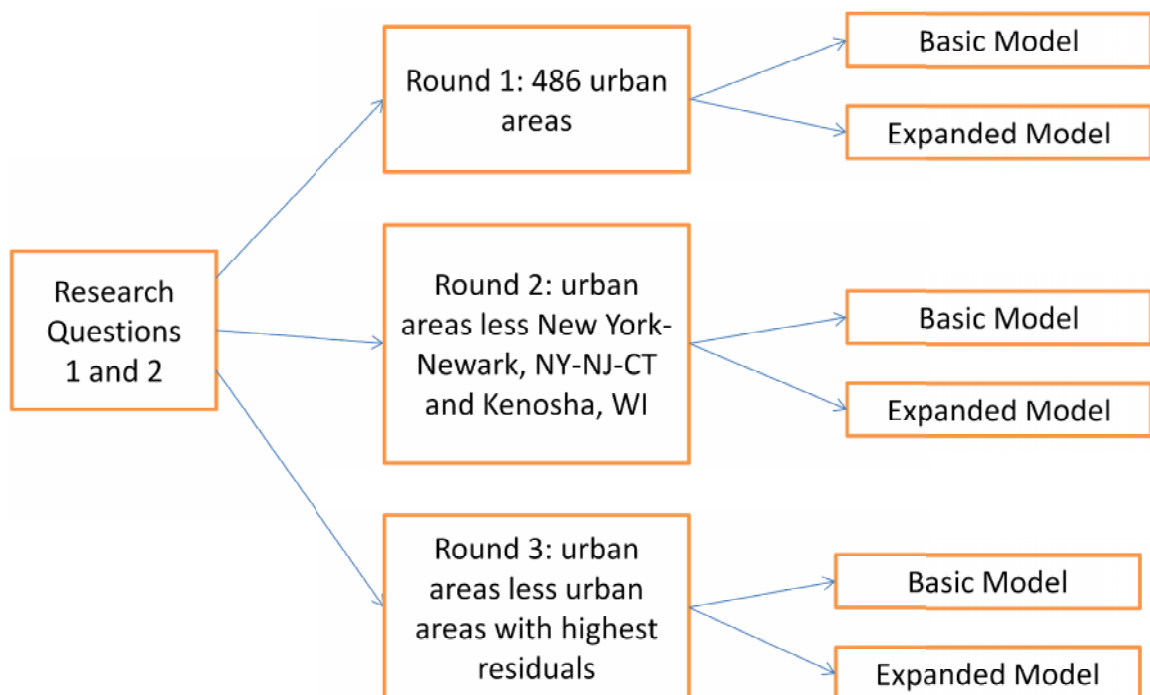 Research
Questions
1 and 2
Round 1: 486 urban
areas
Basic Model
Expanded Model
Round 2: urban
areas less New York-
Newark, NY-NJ-CT
and Kenosha, WI
Basic Model
Expanded Model
Round 3: urban
areas less urban
areas with highest
residuals
Basic Model
Expanded Model